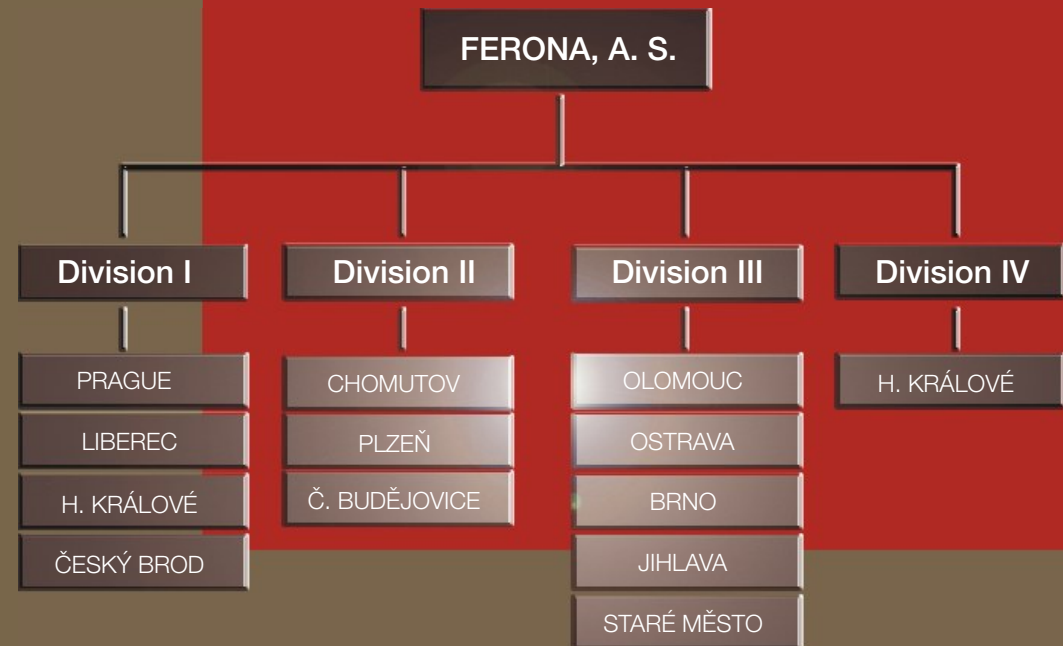 FERONA, A. S.
Division I
Division II
Division III
Division IV
PRAGUE
LIBEREC
H. KRÁLOVÉ
ČESKÝ BROD
CHOMUTOV
PLZEŇ
Č. BUDĚJOVICE
OLOMOUC
OSTRAVA
BRNO
JIHLAVA
STARÉ MĚSTO
H. KRÁLOVÉ